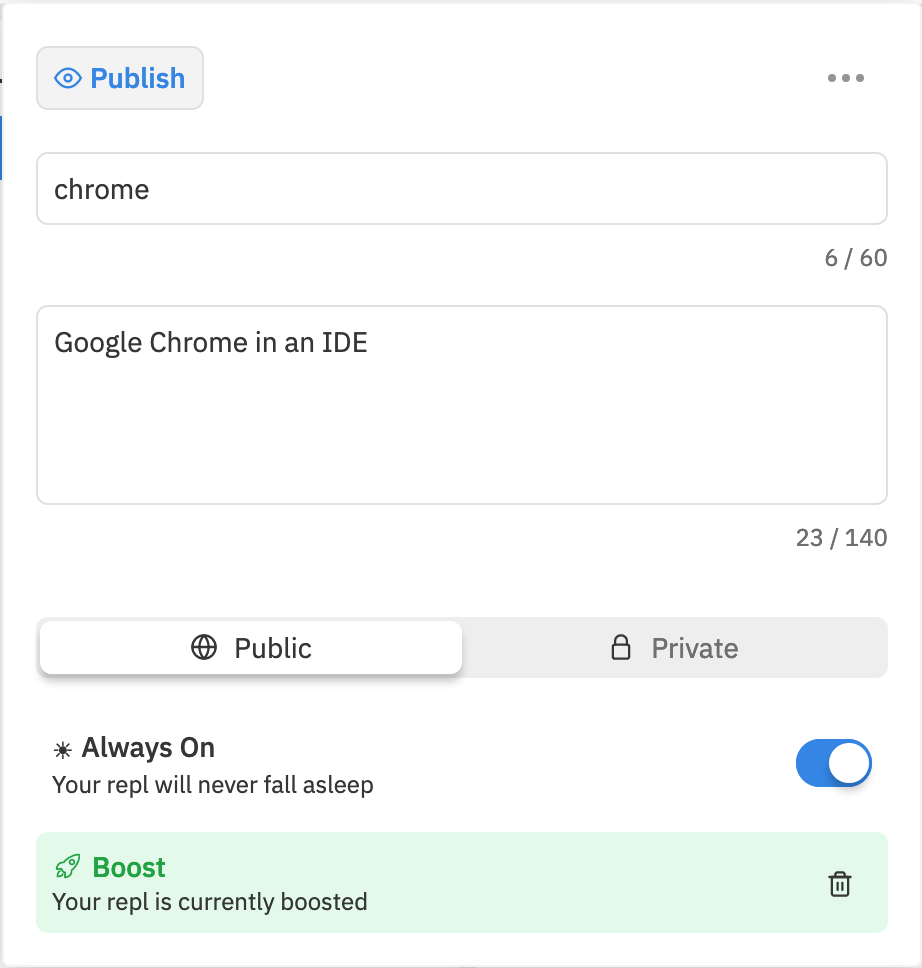 Publish
chrome
6 / 60
Google Chrome in an IDE
23 / 140
Public
Private
Always On
Your repl will never fall asleep
Boost
Your repl is currently boosted